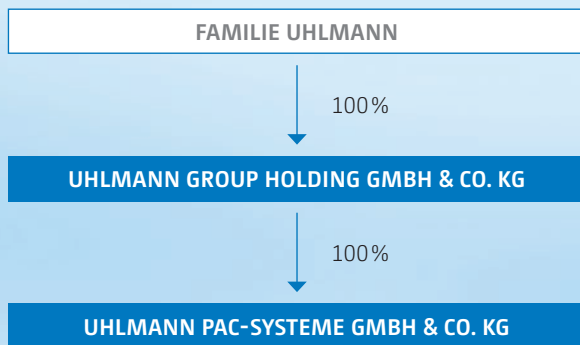 FAMILIE UHLMANN
100%
UHLMANN GROUP HOLDING GMBH & CO. KG
100%
UHLMANN PAC-SYSTEME GMBH & CO. KG